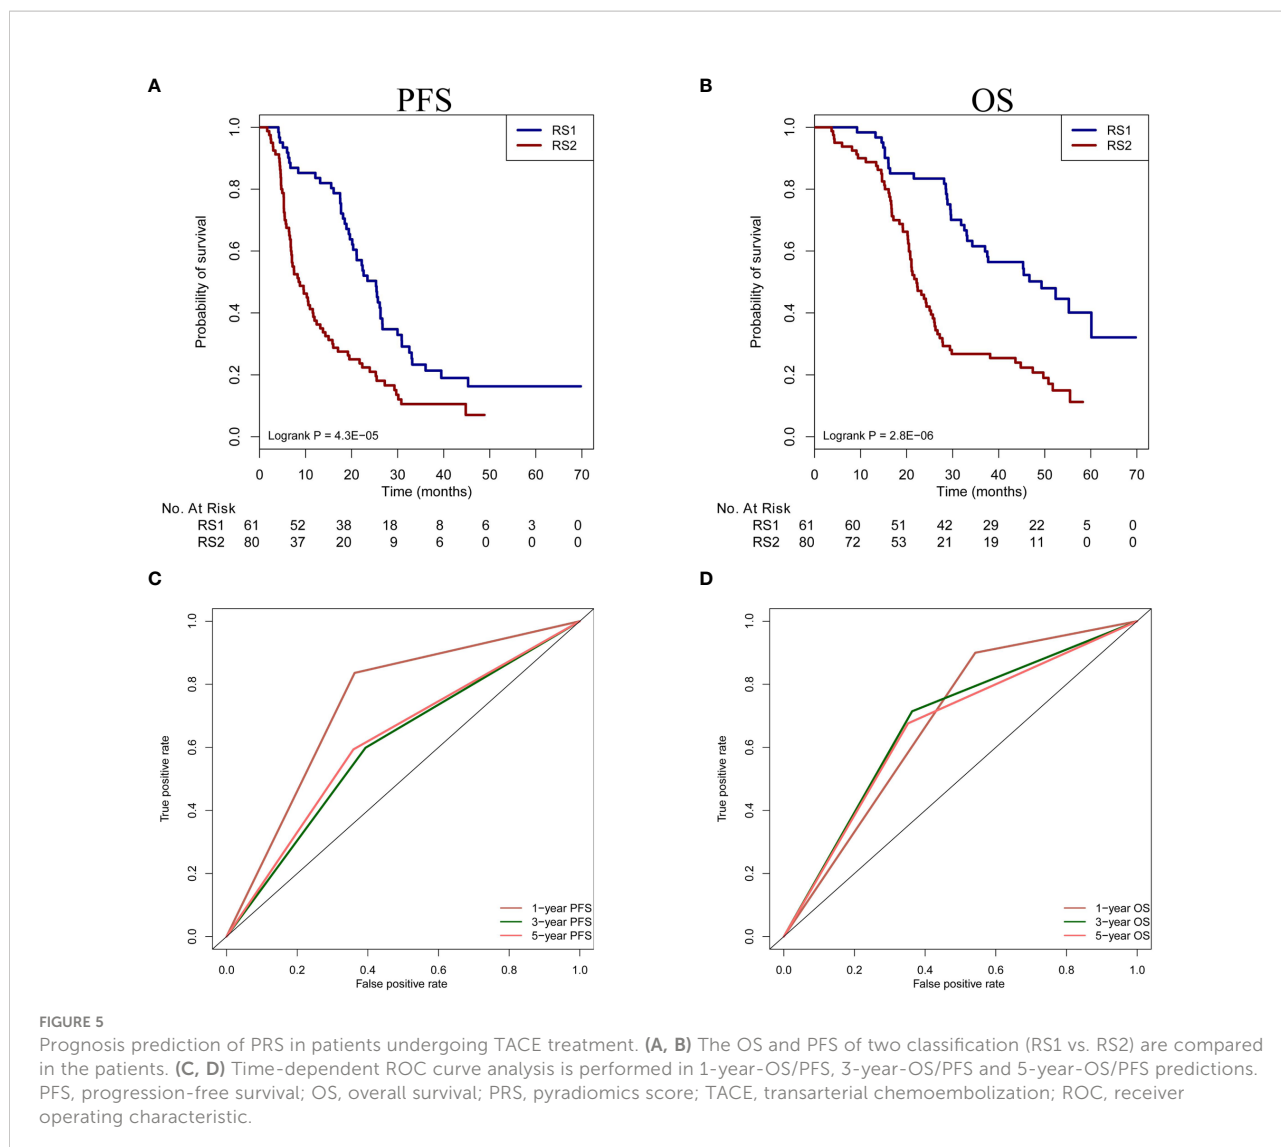 A
PFS
1.0
0.8
0.6
0.4
0.2
0.0
Probability of survival
RS1
RS2
Logrank P = 4.3E−05
0 10 20 30 40 50 60 70
Time (months)
No. At Risk
RS1 61 52 38 18 8 6 3 0
RS2 80 37 20 9 6 0 0 0
B
OS
1.0
0.8
0.6
0.4
0.2
0.0
Probability of survival
RS1
RS2
Logrank P = 2.8E−06
0 10 20 30 40 50 60 70
Time (months)
No. At Risk
RS1 61 60 51 42 29 22 5 0
RS2 80 72 53 21 19 11 0 0
C
1.0
0.8
0.6
0.4
0.2
0.0
True positive rate
1−year PFS
3−year PFS
5−year PFS
0.0 0.2 0.4 0.6 0.8 1.0
False positive rate
D
1.0
0.8
0.6
0.4
0.2
0.0
True positive rate
1−year OS
3−year OS
5−year OS
0.0 0.2 0.4 0.6 0.8 1.0
False positive rate
FIGURE 5
Prognosis prediction of PRS in patients undergoing TACE treatment. (A, B) The OS and PFS of two classification (RS1 vs. RS2) are compared
in the patients. (C, D) Time-dependent ROC curve analysis is performed in 1-year-OS/PFS, 3-year-OS/PFS and 5-year-OS/PFS predictions.
PFS, progression-free survival; OS, overall survival; PRS, pyradiomics score; TACE, transarterial chemoembolization; ROC, receiver
operating characteristic.